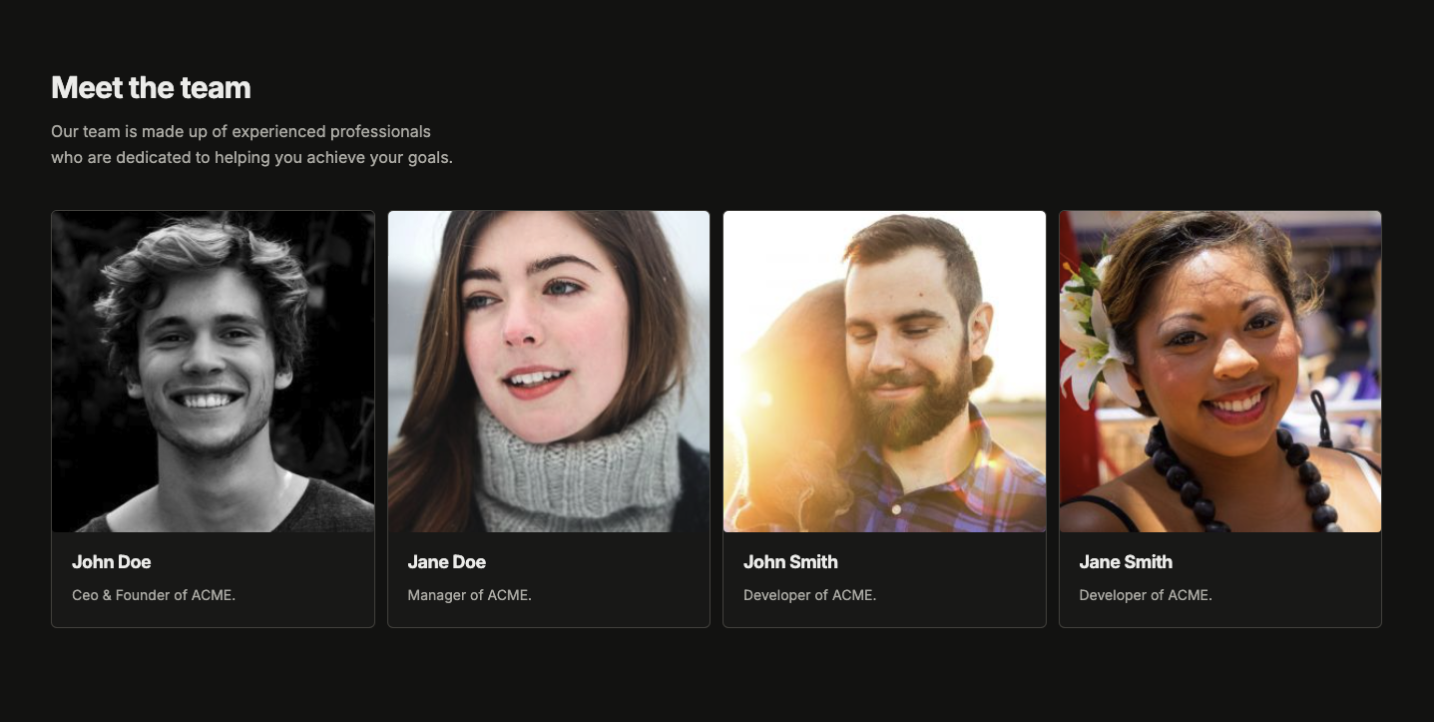 Meet the team
Our team is made up of experienced professionals
who are dedicated to helping you achieve your goals.
John Doe
Ceo & Founder of ACME.
Jane Doe
Manager of ACME.
John Smith
Developer of ACME.
Jane Smith
Developer of ACME.